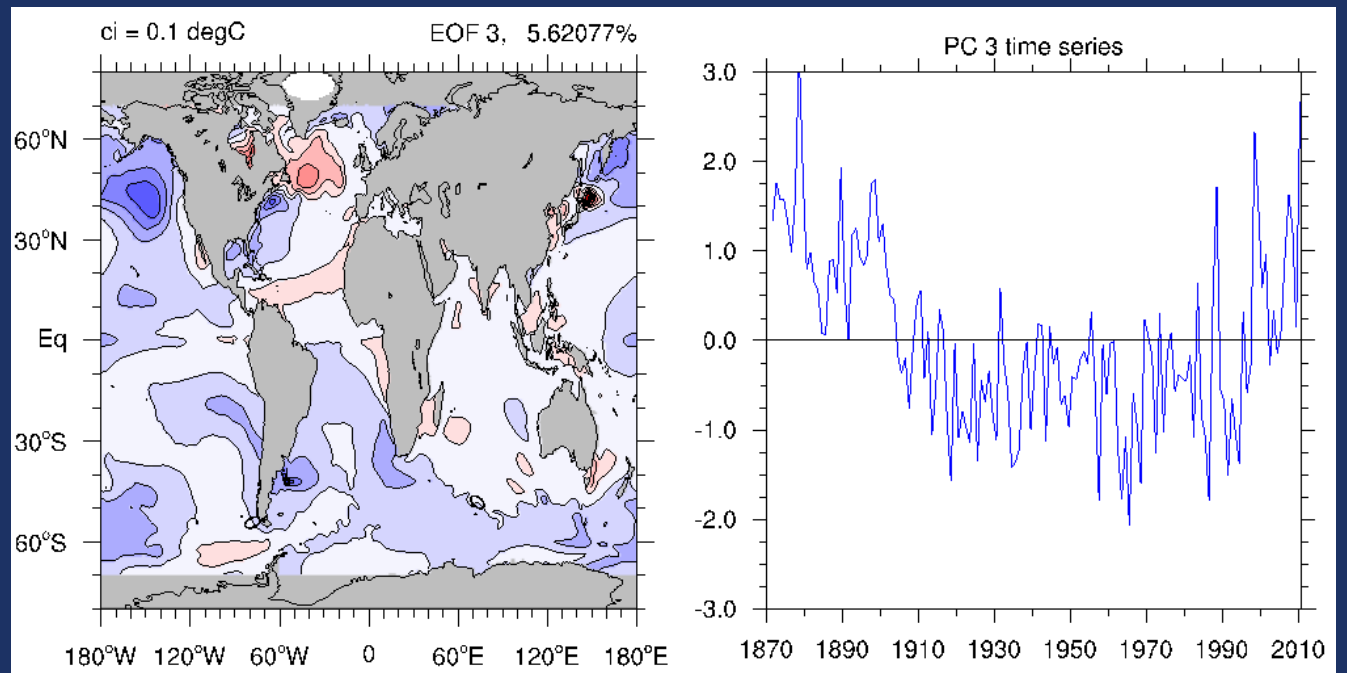 ci = 0.1 degC EOF 3, 5.62077%
60°N
30°N
Eq
30°S
60°S
180°W 120°W 60°W 0 60°E 120°E 180°E
PC 3 time series
3.0
2.0
1.0
0.0
-1.0
-2.0
-3.0
1870 1890 1910 1930 1950 1970 1990 2010